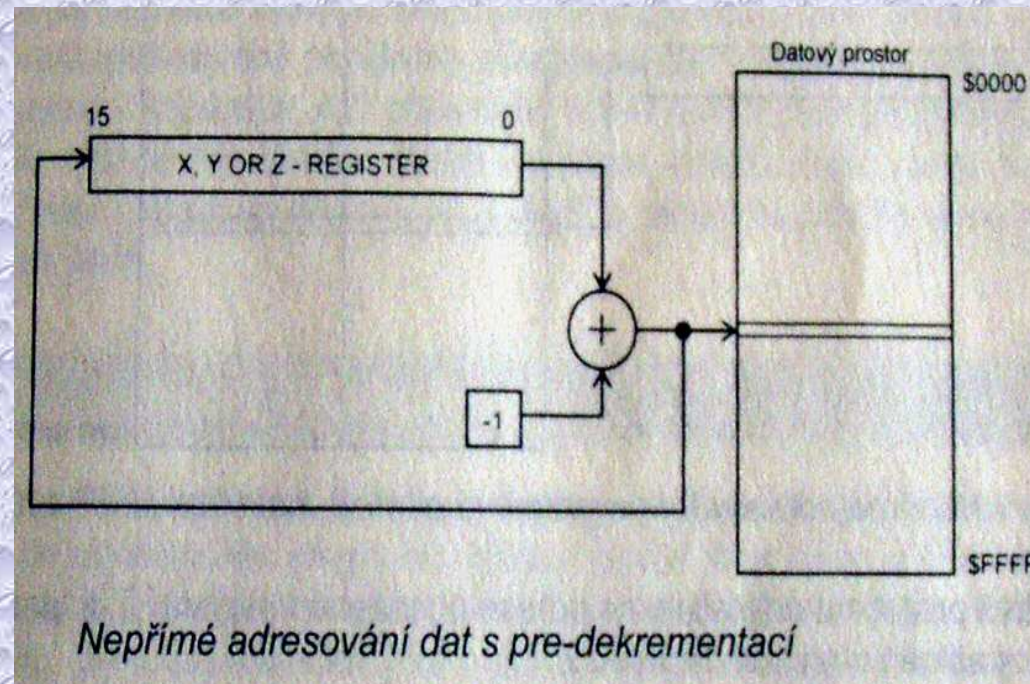 Datový prostor
$0000
15 0
X, Y OR Z - REGISTER
+
-1
$FFFF
Nepřímé adresování dat s pre-dekrementací